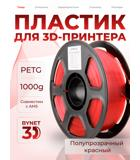 ПЛАСТИК
ДЛЯ 3D-ПРИНТЕРА
PETG
1000g
Совместим
с AMS
BYNET
3D
Полупрозрачный
красный